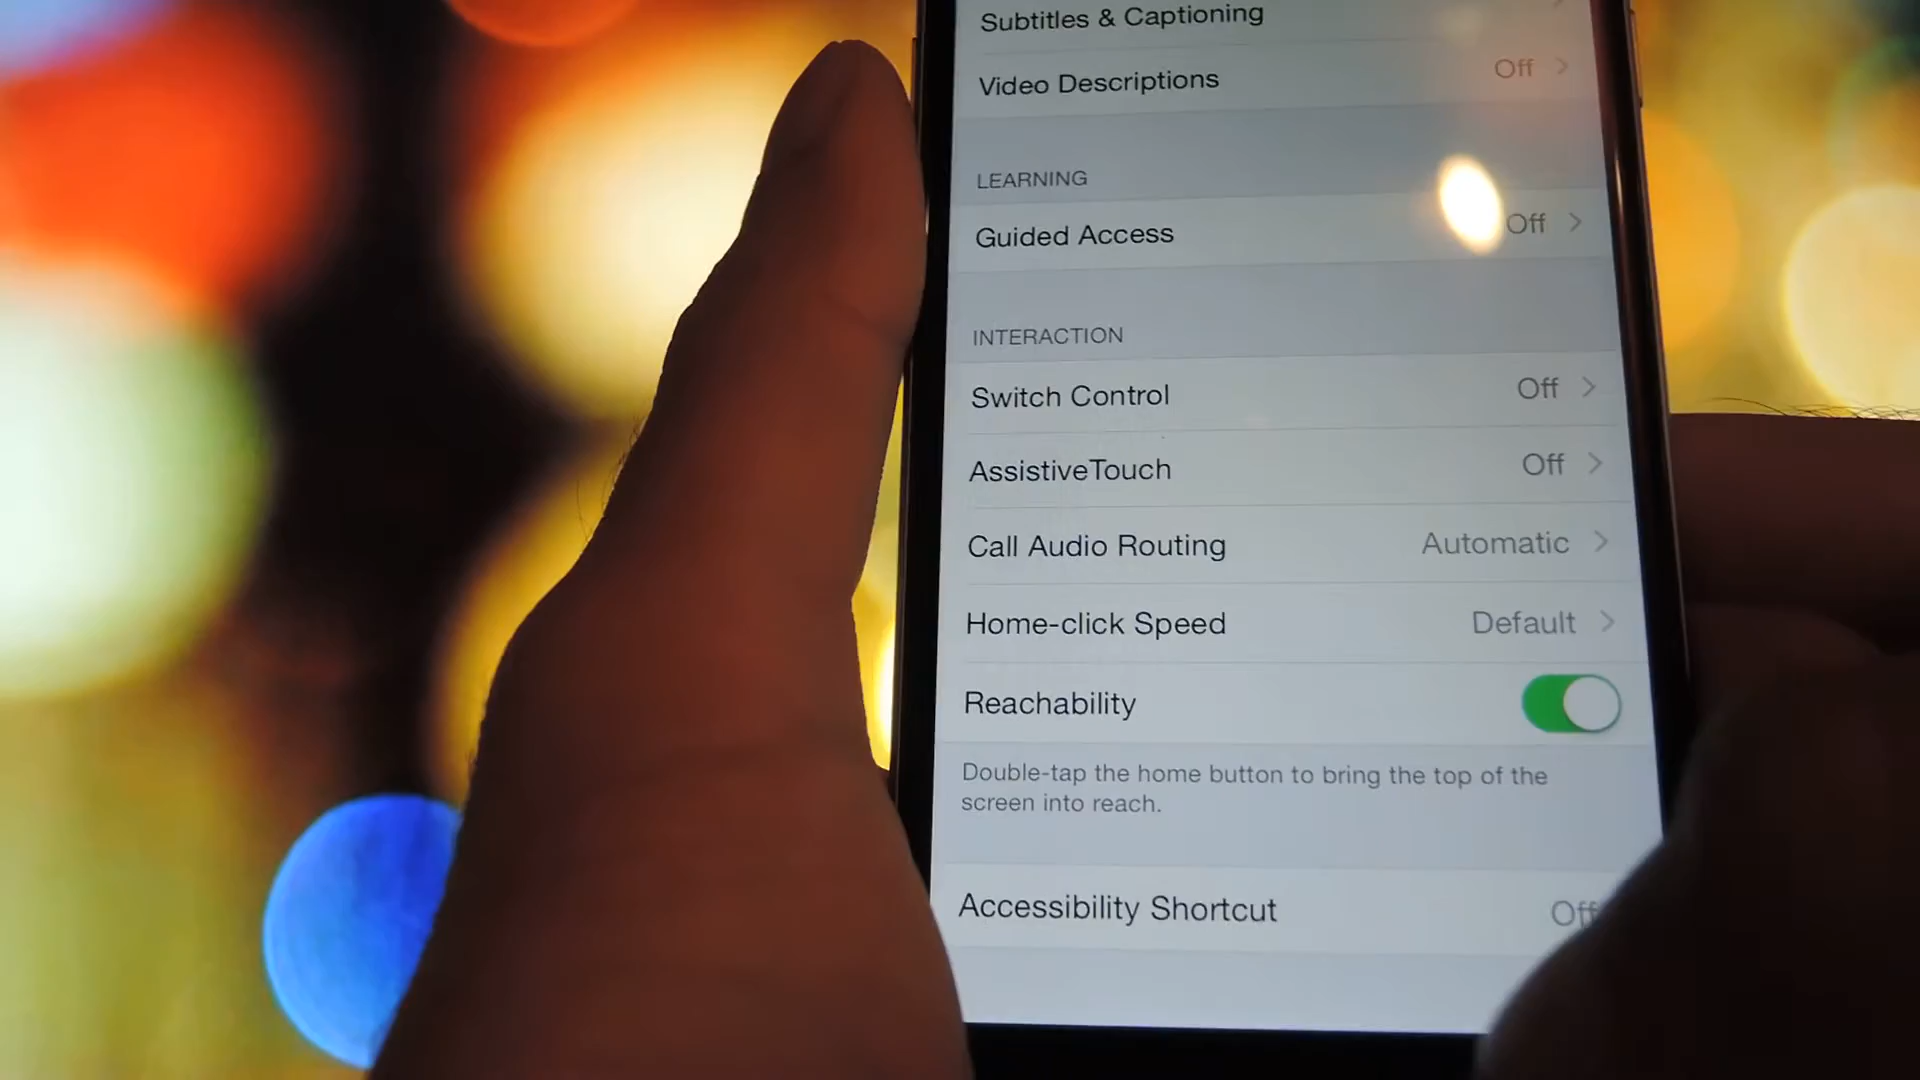 Subtitles & Captioning
Video Descriptions Off
LEARNING
Guided Access Off
INTERACTION
Switch Control Off
AssistiveTouch Off
Call Audio Routing Automatic
Home-click Speed Default
Reachability
Double-tap the home button to bring the top of the
screen into reach.
Accessibility Shortcut Off